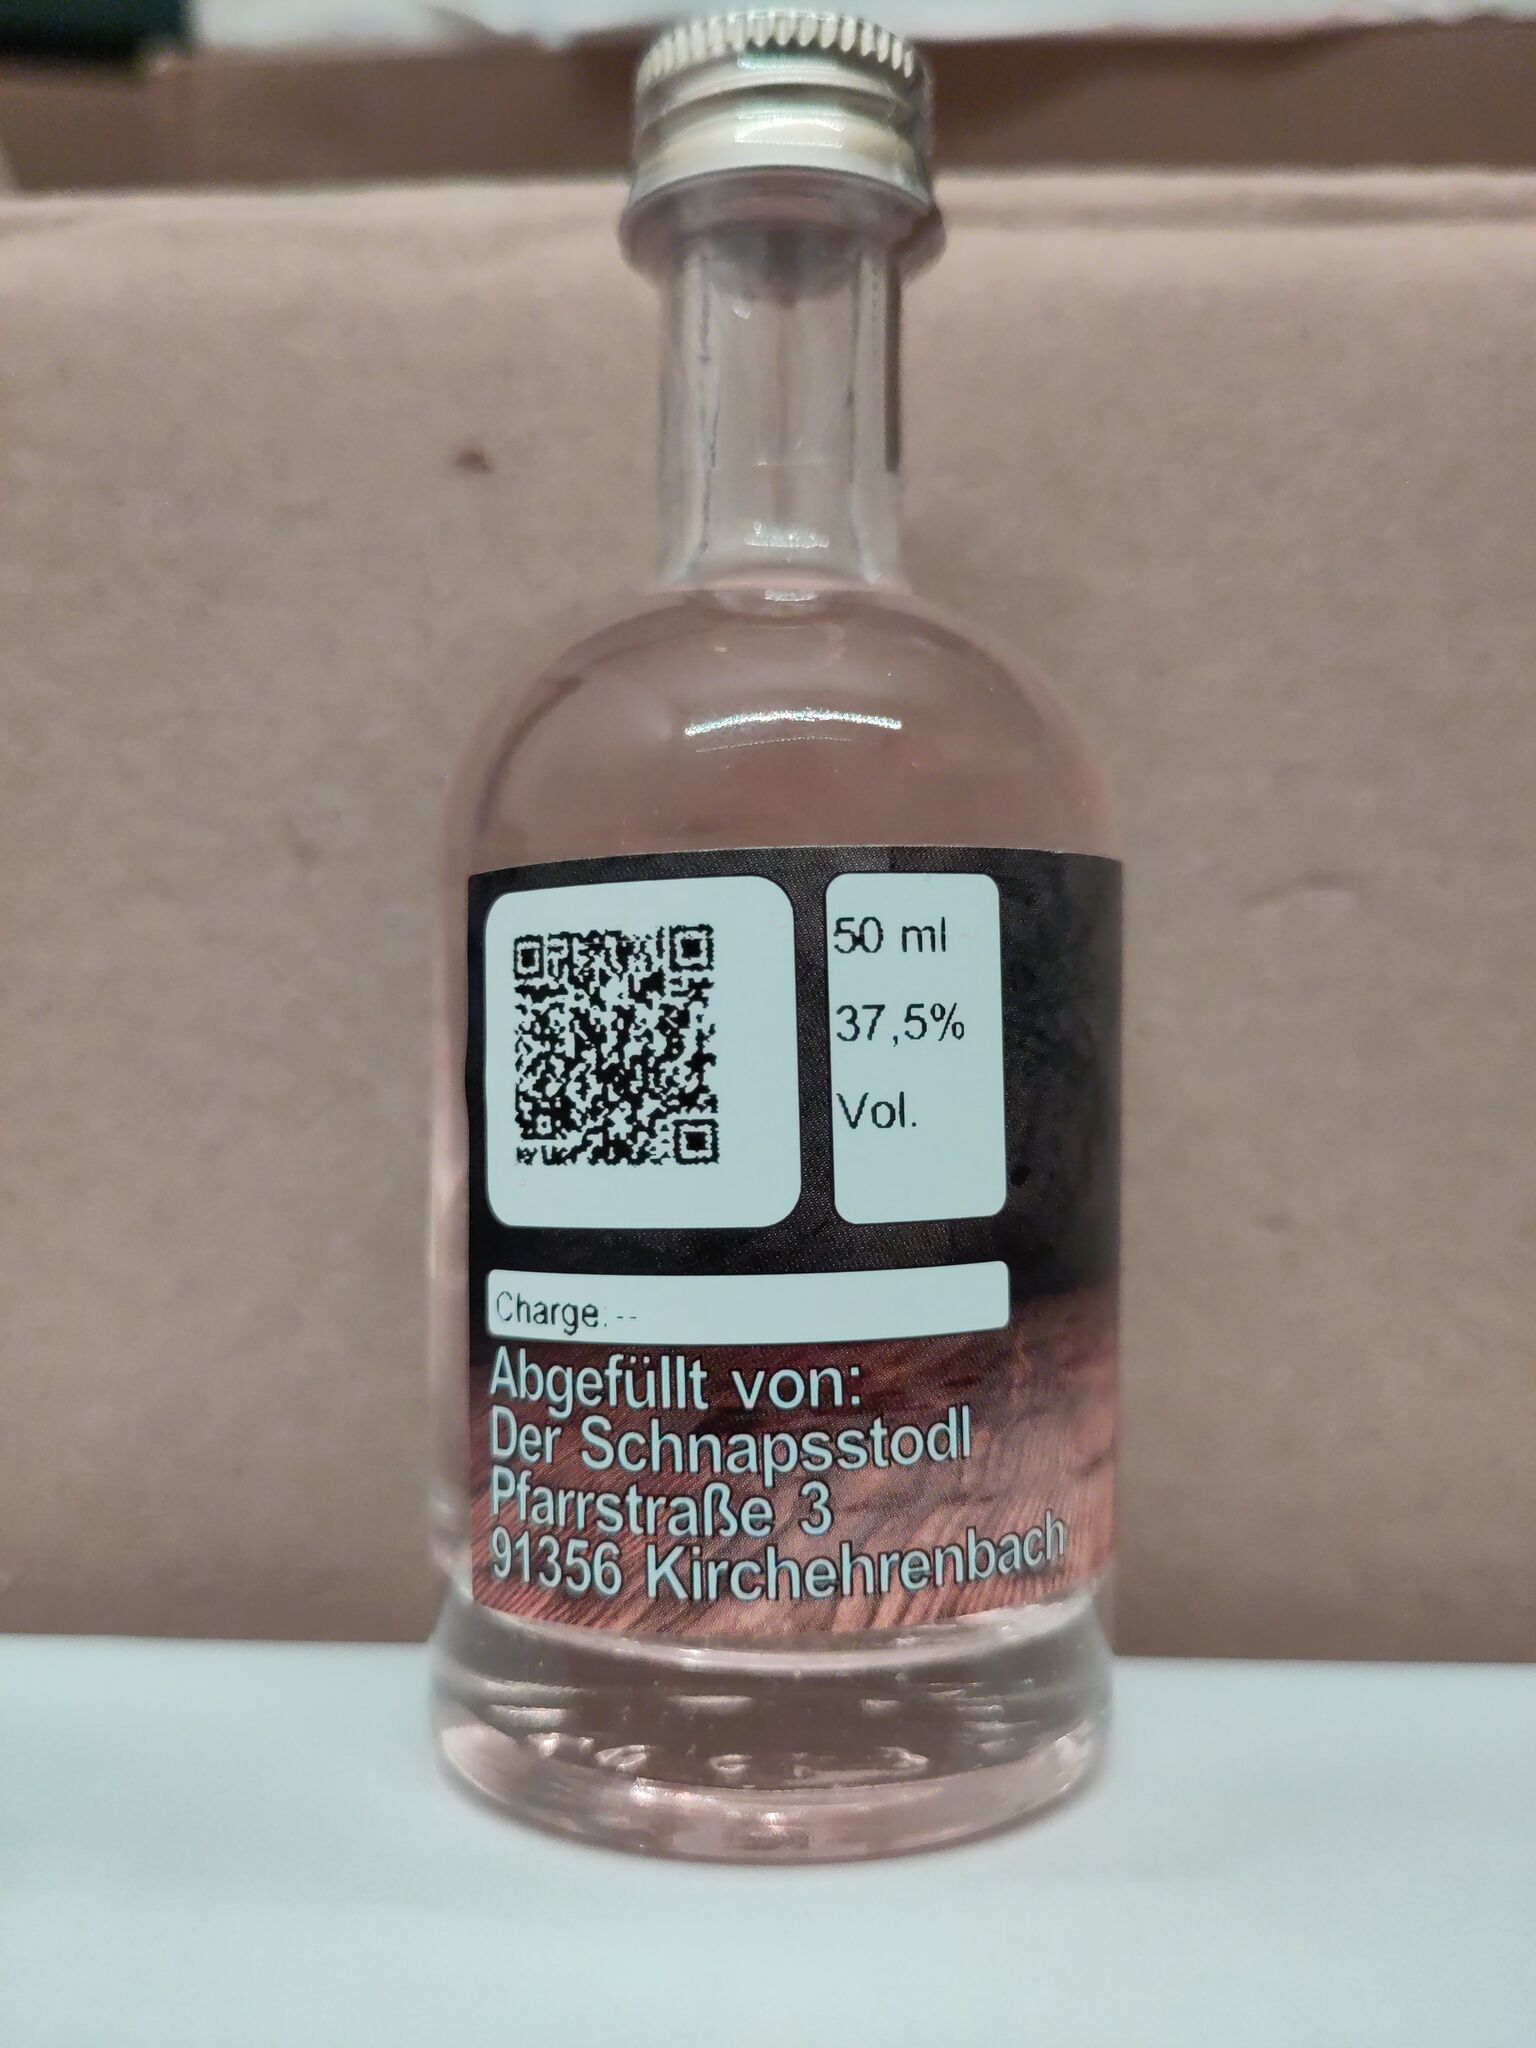 50 ml
37,5%
Vol.
Charge: --
Abgefüllt von:
Der Schnapsstodl
Pfarrstraße 3
91356 Kirchehrenbach